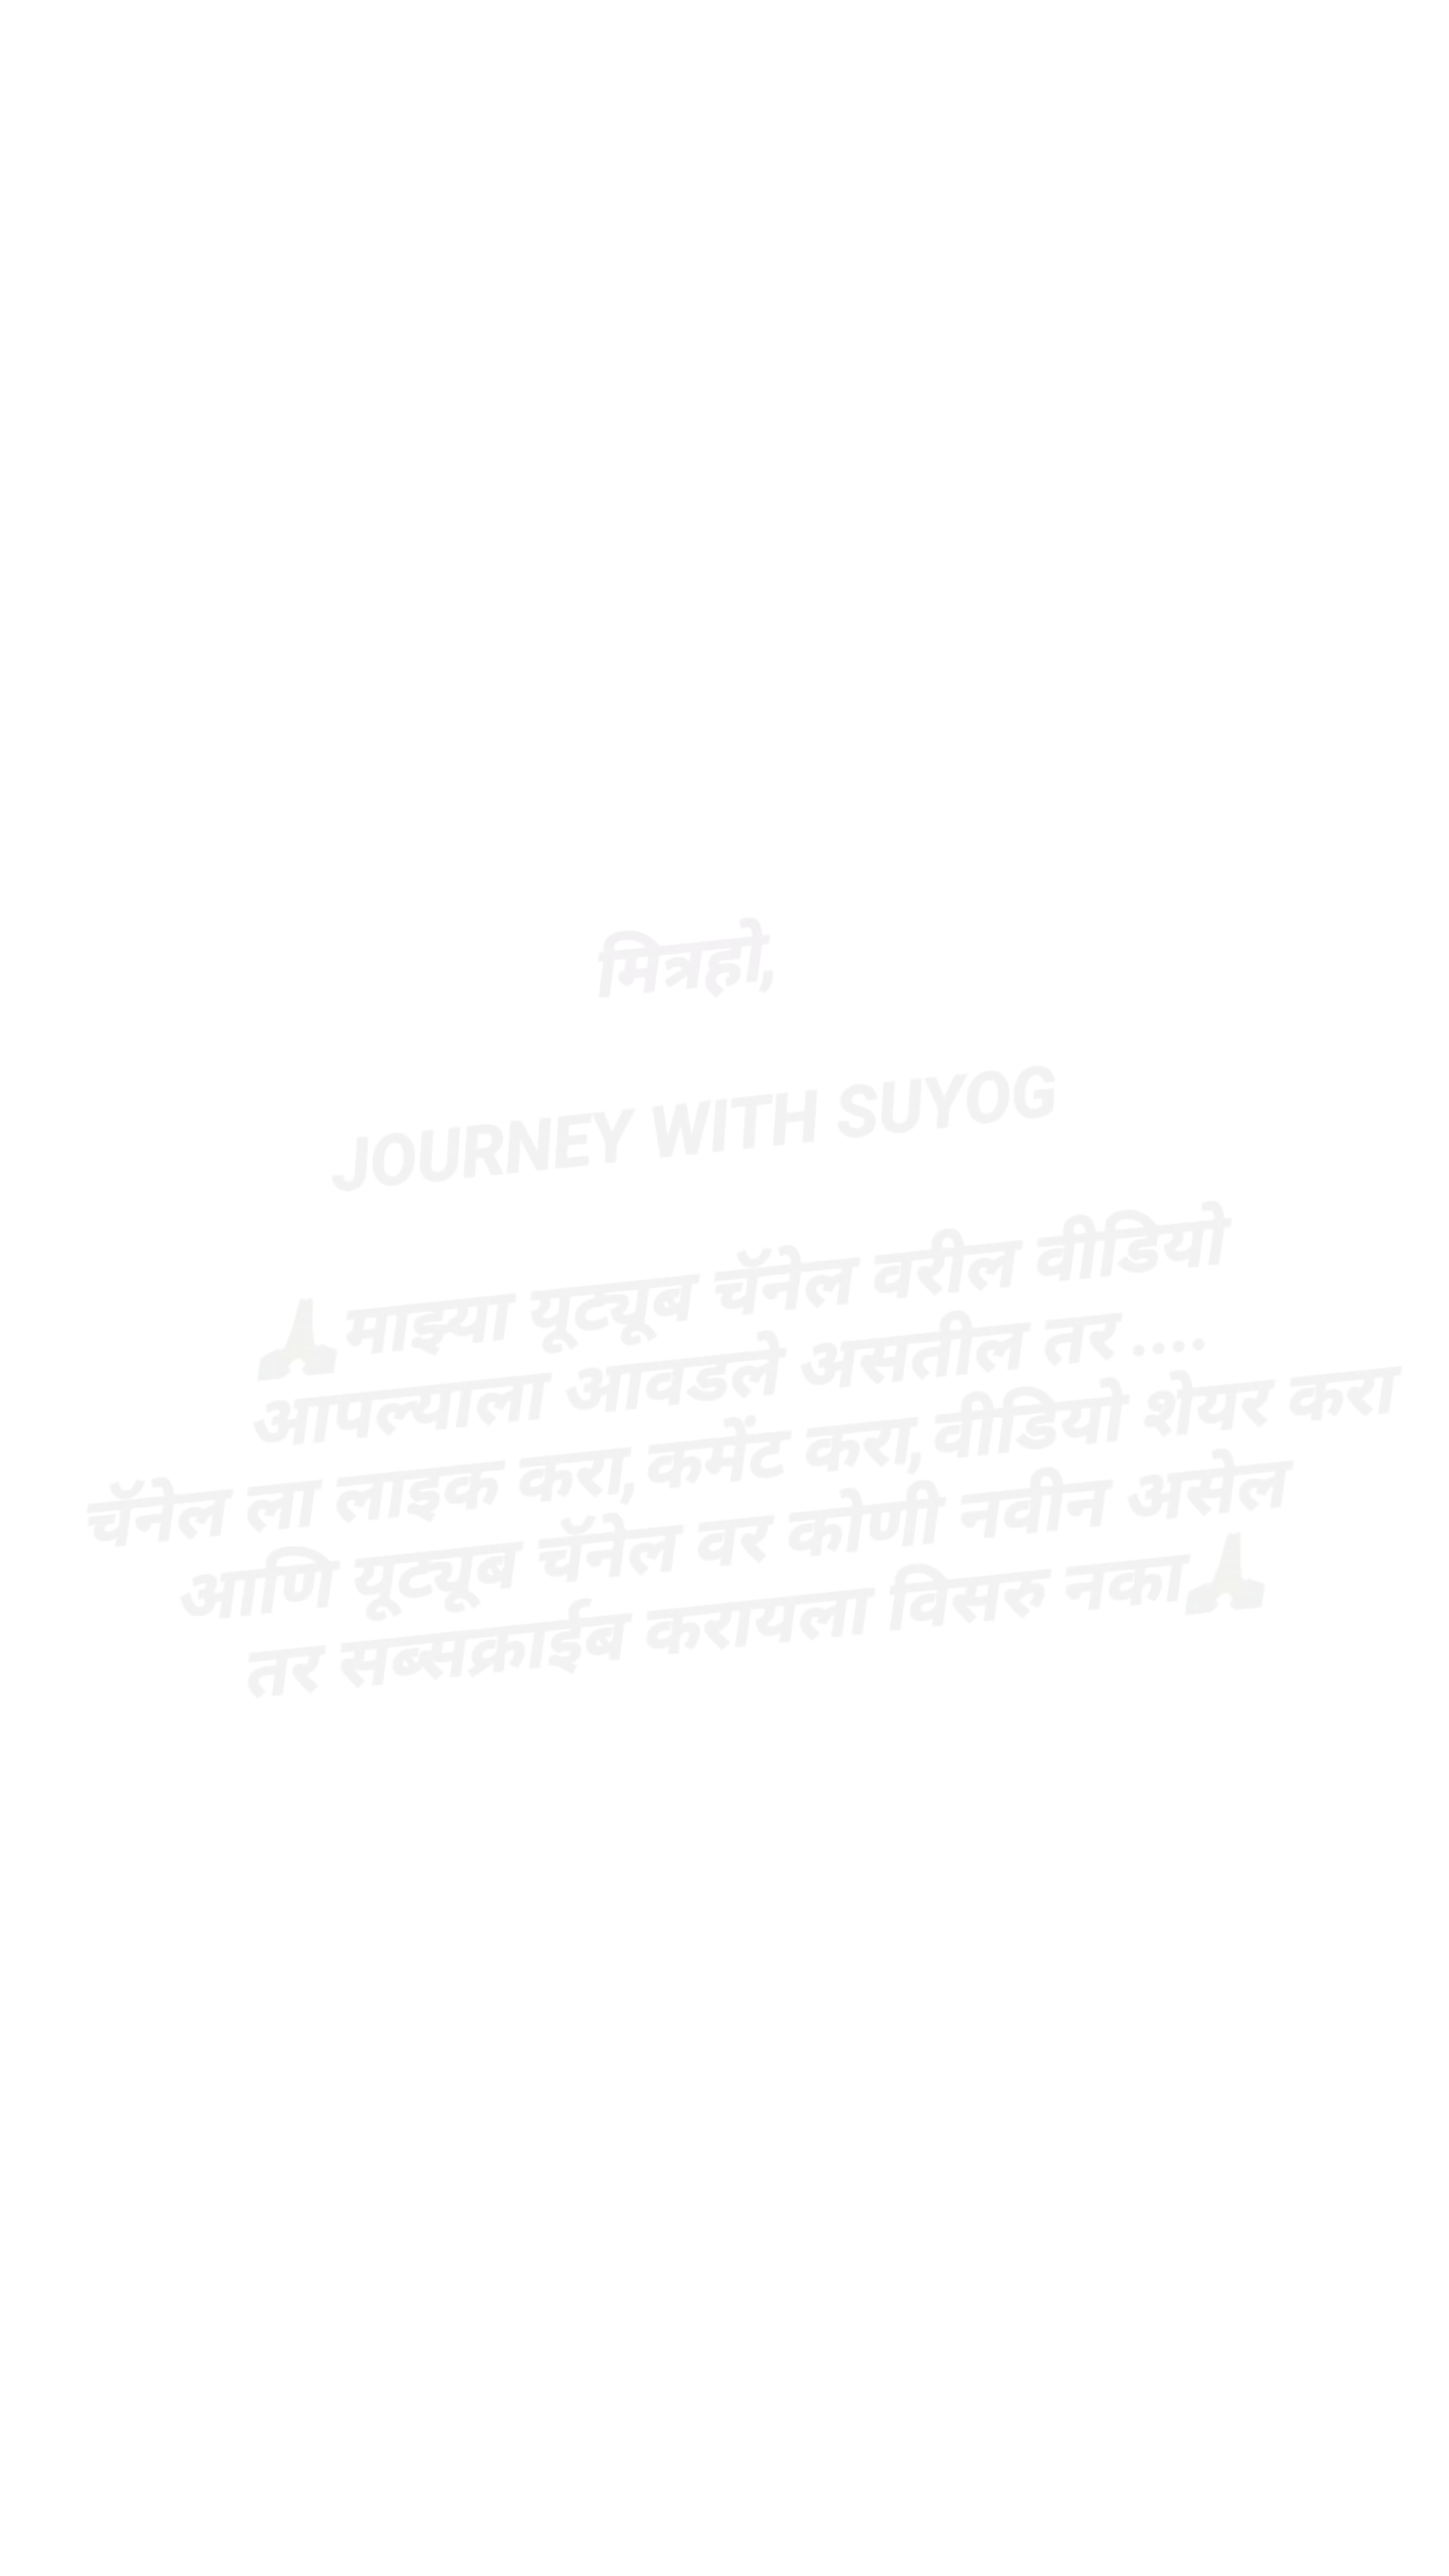 मित्रहो,
JOURNEY WITH SUYOG
🙏माझ्या यूट्यूब चॅनेल वरील वीडियो
आपल्याला आवडले असतील तर ....
चॅनेल ला लाइक करा,कमेंट करा,वीडियो शेयर करा
आणि यूट्यूब चॅनेल वर कोणी नवीन असेल
तर सब्सक्राईब करायला विसरु नका🙏